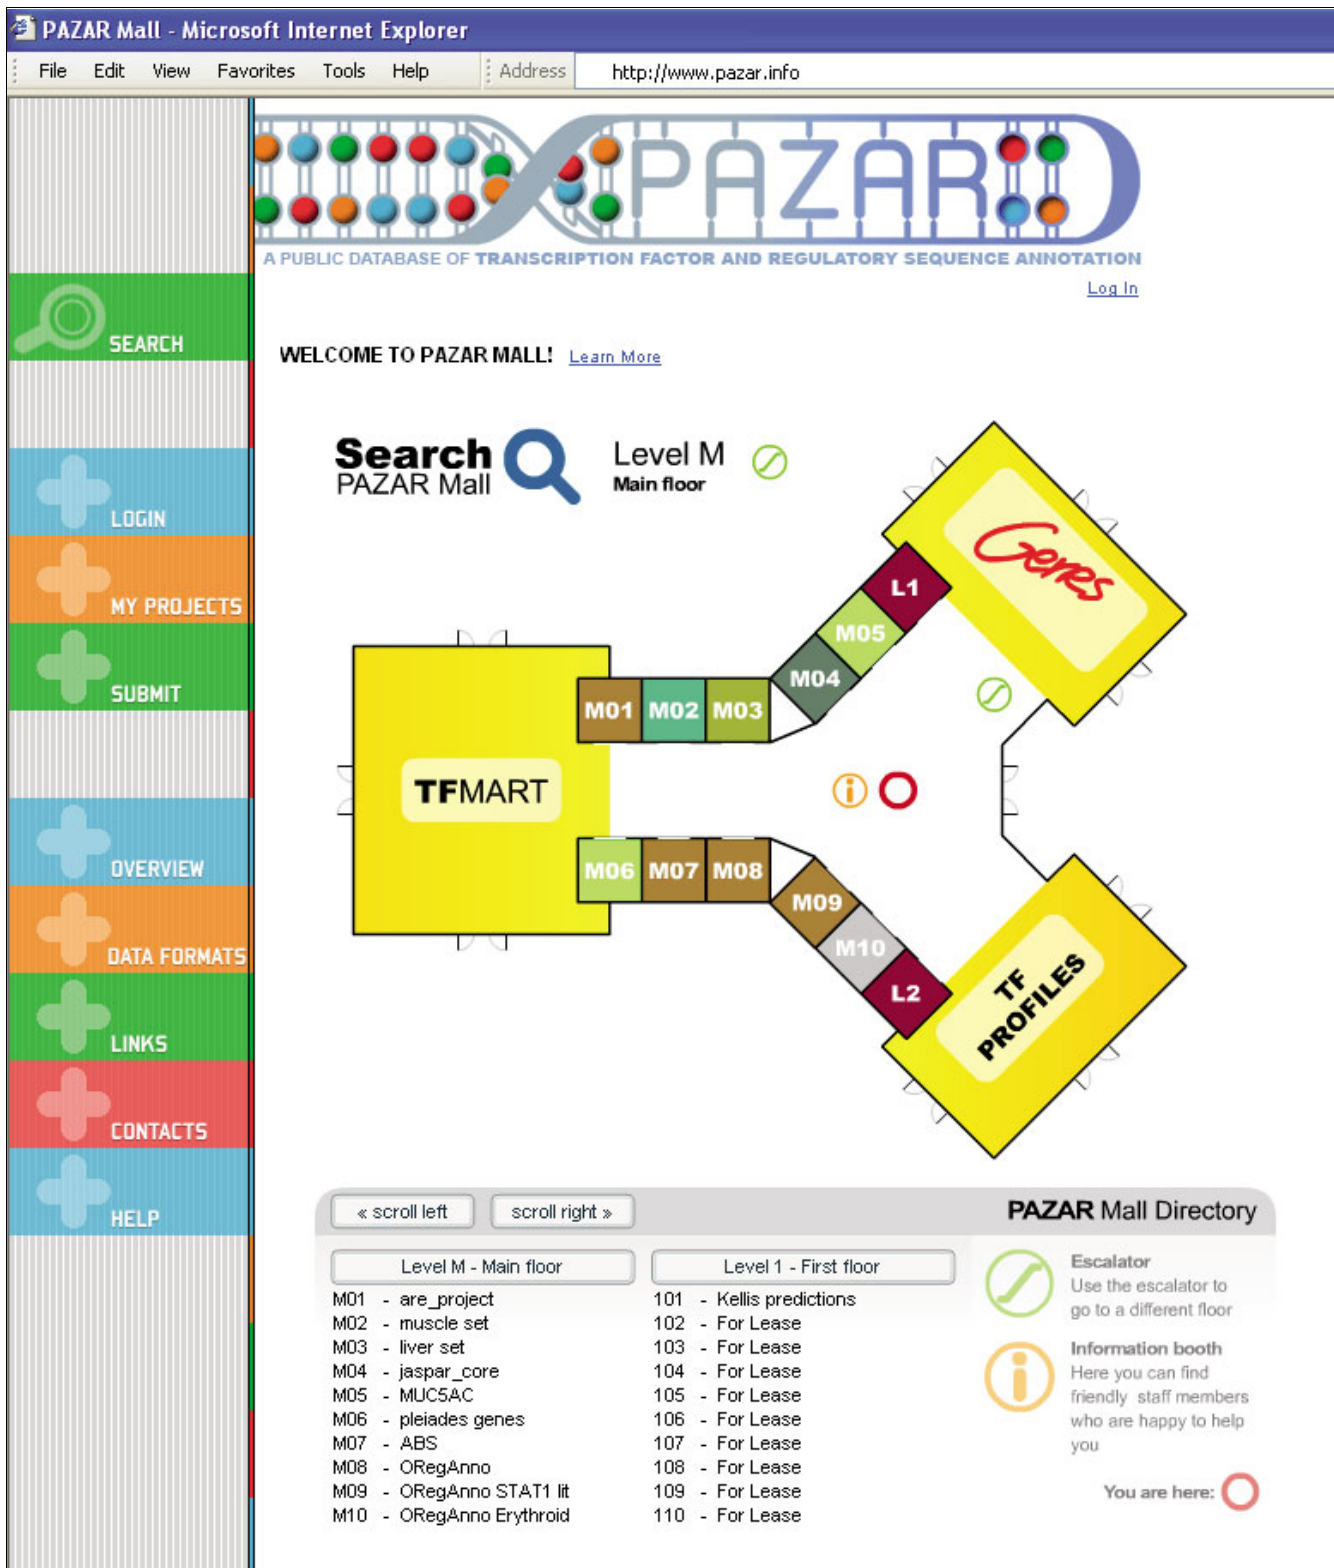 PAZAR Mall - Microsoft Internet Explorer
File Edit View Favorites Tools Help Address http://www.pazar.info
PAZAR
A PUBLIC DATABASE OF TRANSCRIPTION FACTOR AND REGULATORY SEQUENCE ANNOTATION
Log In
SEARCH
LOGIN
MY PROJECTS
SUBMIT
OVERVIEW
DATA FORMATS
LINKS
CONTACTS
HELP
WELCOME TO PAZAR MALL! Learn More
Search
PAZAR Mall
Level M
Main floor
Genes
L1
M05
M04
M01 M02 M03
TFMART
M06 M07 M08
M09
M10
L2
TF
PROFILES
« scroll left scroll right » PAZAR Mall Directory
Level M - Main floor
M01 - are_project
M02 - muscle set
M03 - liver set
M04 - jaspar_core
M05 - MUC5AC
M06 - pleiades genes
M07 - ABS
M08 - ORegAnno
M09 - ORegAnno STAT1 lit
M10 - ORegAnno Erythroid
Level 1 - First floor
101 - Kellis predictions
102 - For Lease
103 - For Lease
104 - For Lease
105 - For Lease
106 - For Lease
107 - For Lease
108 - For Lease
109 - For Lease
110 - For Lease
Escalator
Use the escalator to
go to a different floor
Information booth
Here you can find
friendly staff members
who are happy to help
you
You are here: